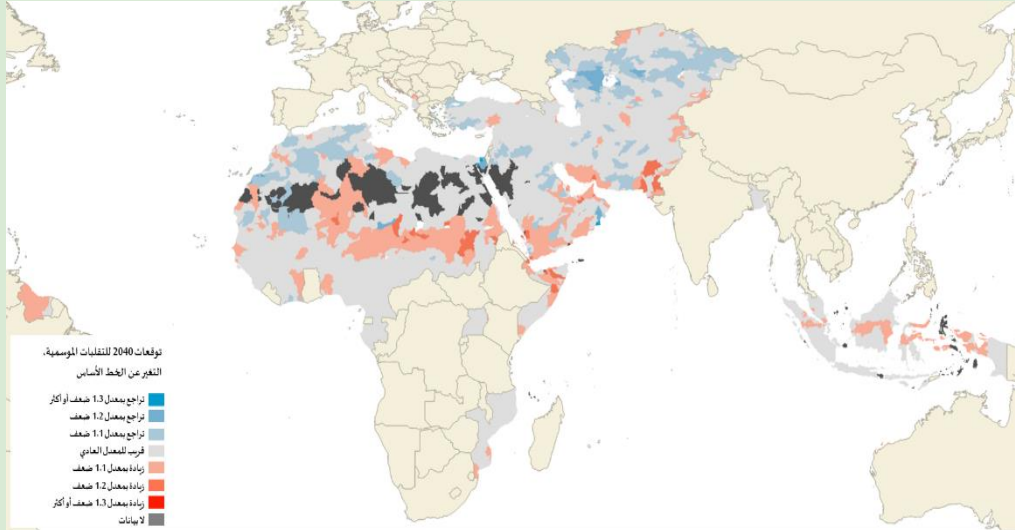 توقعات 2040 للتقلبات الموسمية،
التغير عن الخط الأساس
تراجع بمعدل 1.3 ضعف أو أكثر
تراجع بمعدل 1.2 ضعف
تراجع بمعدل 1.1 ضعف
قريب للمعدل العادي
زيادة بمعدل 1.1 ضعف
زيادة بمعدل 1.2 ضعف
زيادة بمعدل 1.3 ضعف أو أكثر
لا بيانات